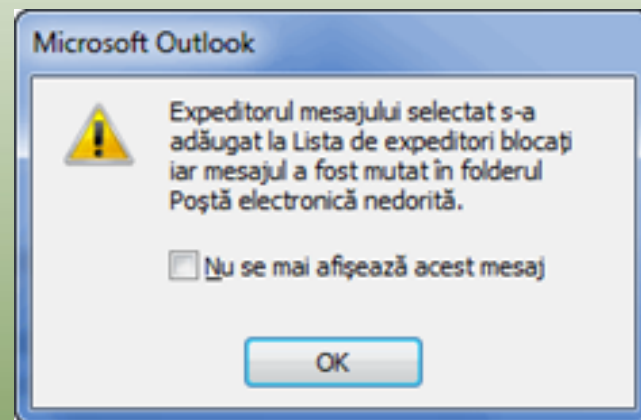 Microsoft Outlook
Expeditorul mesajului selectat s-a
adăugat la Lista de expeditori blocați
iar mesajul a fost mutat în folderul
Poștă electronică nedorită.
Nu se mai afișează acest mesaj
OK